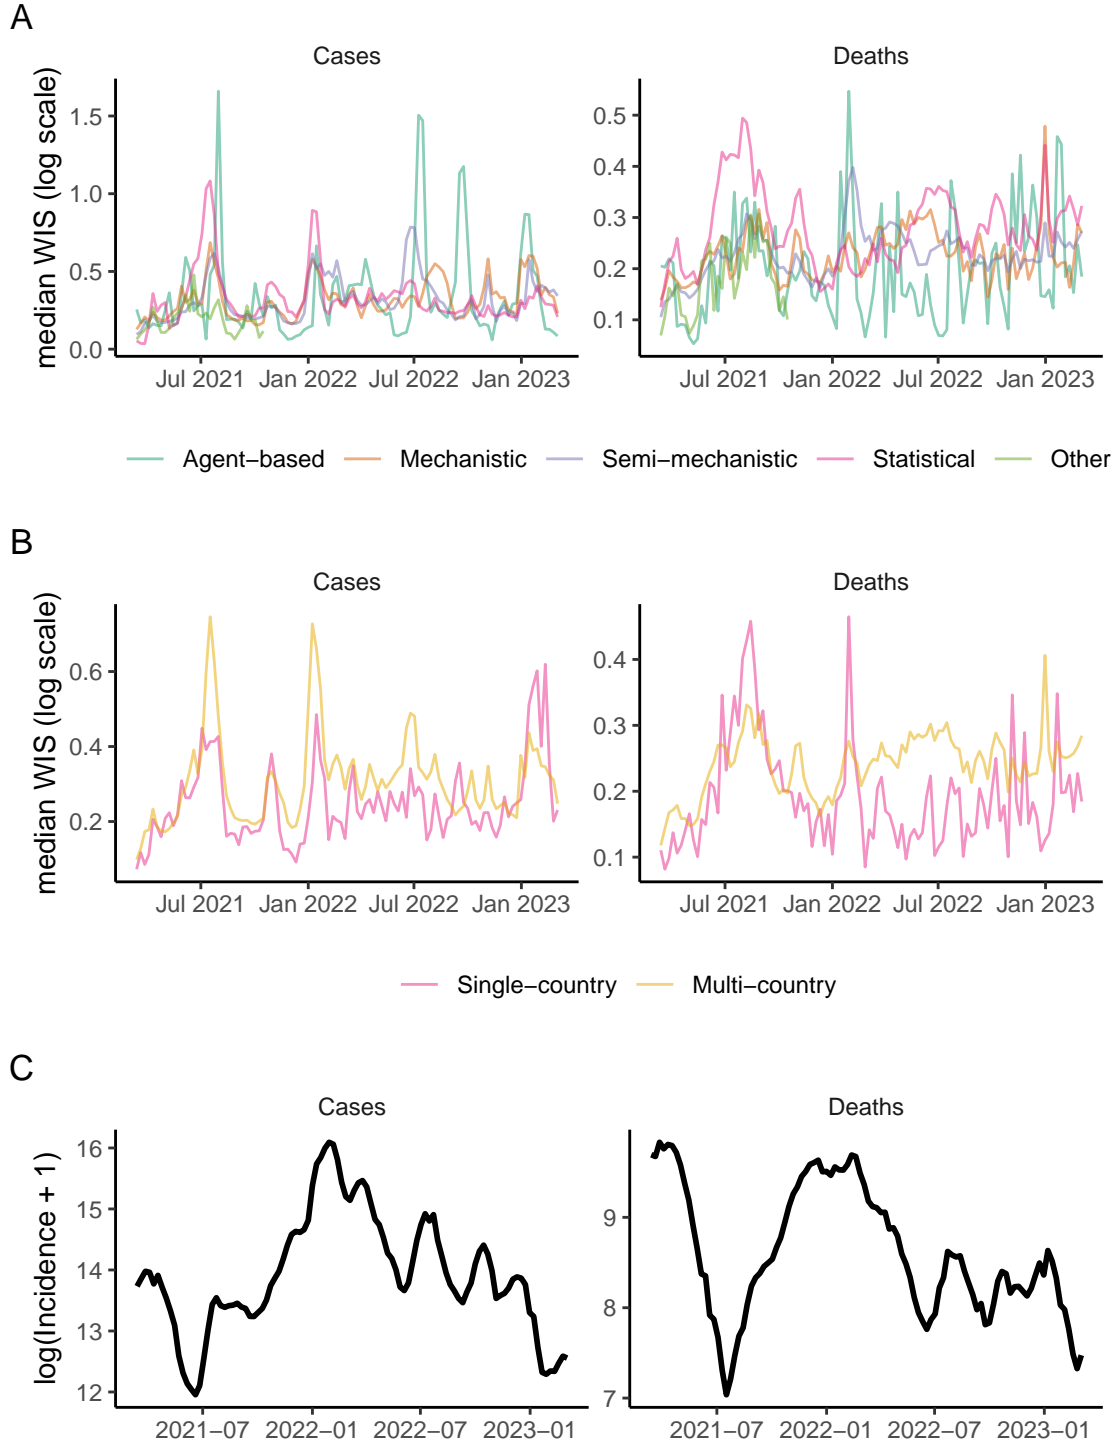 A
Cases
Deaths
median WIS (log scale)
1.5
1.0
0.5
0.0
0.5
0.4
0.3
0.2
0.1
Jul 2021 Jan 2022 Jul 2022 Jan 2023
Jul 2021 Jan 2022 Jul 2022 Jan 2023
Agent−based Mechanistic Semi−mechanistic Statistical Other
B
Cases
Deaths
median WIS (log scale)
0.6
0.4
0.2
0.4
0.3
0.2
0.1
Jul 2021 Jan 2022 Jul 2022 Jan 2023
Jul 2021 Jan 2022 Jul 2022 Jan 2023
Single−country Multi−country
C
Cases
Deaths
log(Incidence + 1)
16
15
14
13
12
9
8
7
2021−07 2022−01 2022−07 2023−01
2021−07 2022−01 2022−07 2023−01